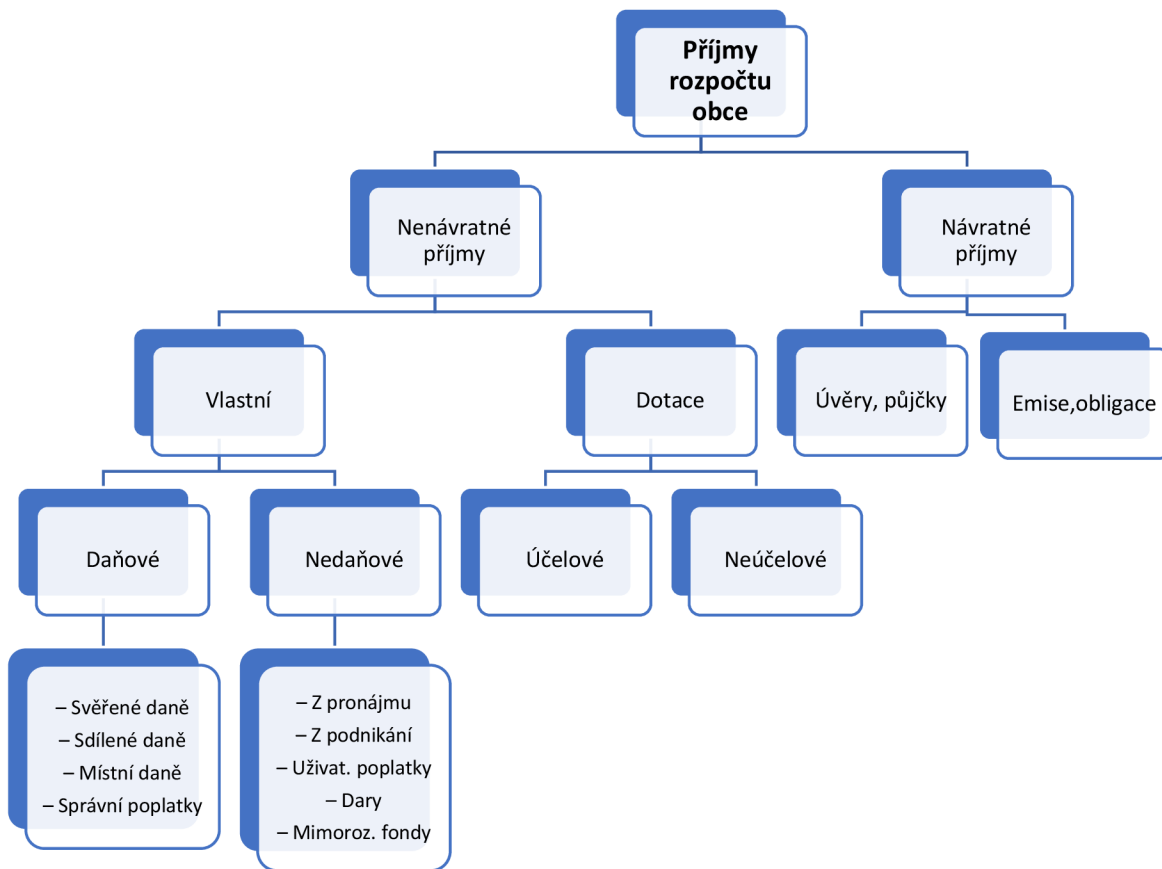 Příjmy
rozpočtu
obce
Nenávratné
příjmy
Návratné
příjmy
Vlastní
Dotace
Úvěry, půjčky
Emise,obligace
Daňové
Nedaňové
Účelové
Neúčelové
– Svěřené daně
– Sdílené daně
– Místní daně
– Správní poplatky
– Z pronájmu
– Z podnikání
– Uživat. poplatky
– Dary
– Mimoroz. fondy